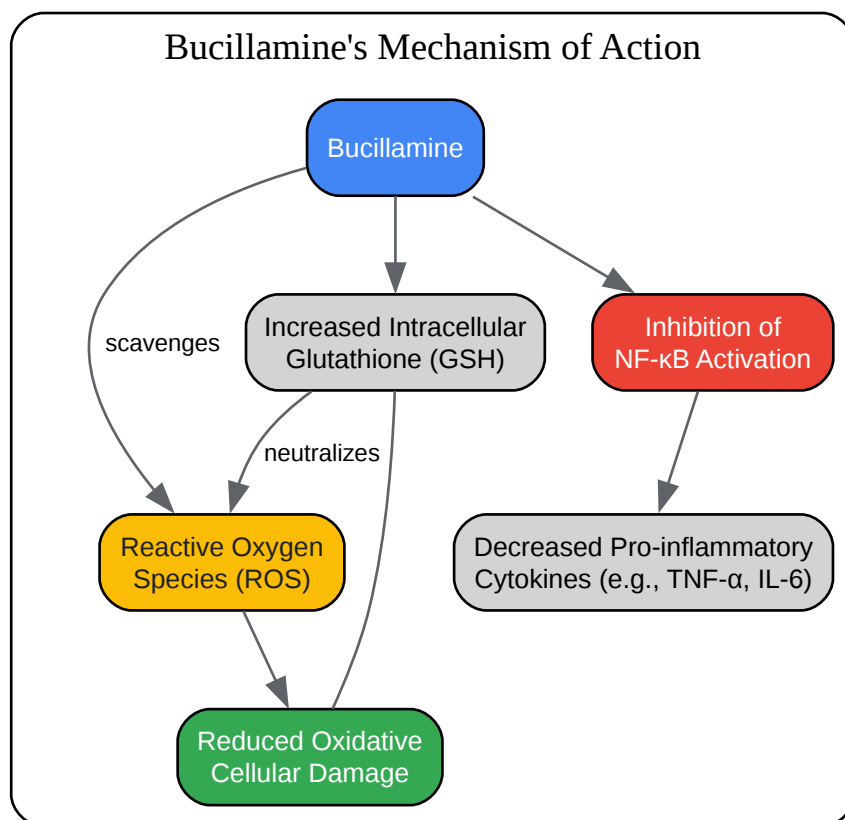 Bucillamine's Mechanism of Action
Bucillamine
scavenges
Increased Intracellular
Glutathione (GSH)
Inhibition of
NF-κB Activation
neutralizes
Reactive Oxygen
Species (ROS)
Decreased Pro-inflammatory
Cytokines (e.g., TNF-α, IL-6)
Reduced Oxidative
Cellular Damage